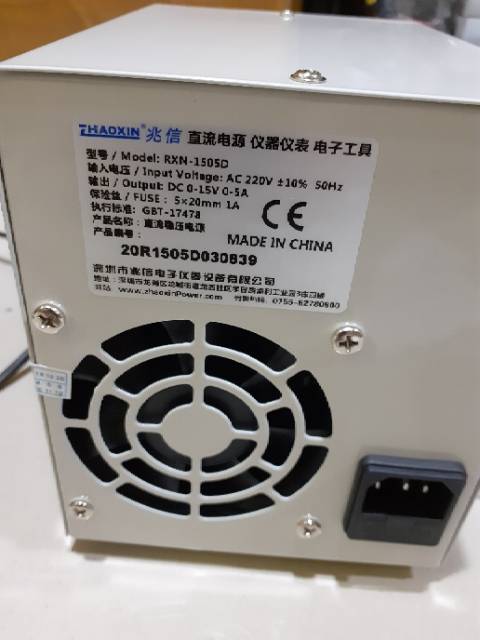 ZHAOXIN® 兆信 直流电源 仪器仪表 电子工具
型号 / Model: RXN-1505D
输入电压 / Input Voltage: AC 220V ±10% 50Hz
输出 / Output: DC 0-15V 0-5A
保险丝 / FUSE: 5x20mm 1A
执行标准: GBT-17478
产品名称: 直流稳压电源
产品编号:
CE
MADE IN CHINA
20R1505D030839
深圳市兆信电子仪器设备有限公司
www.zhaoxinPower.com